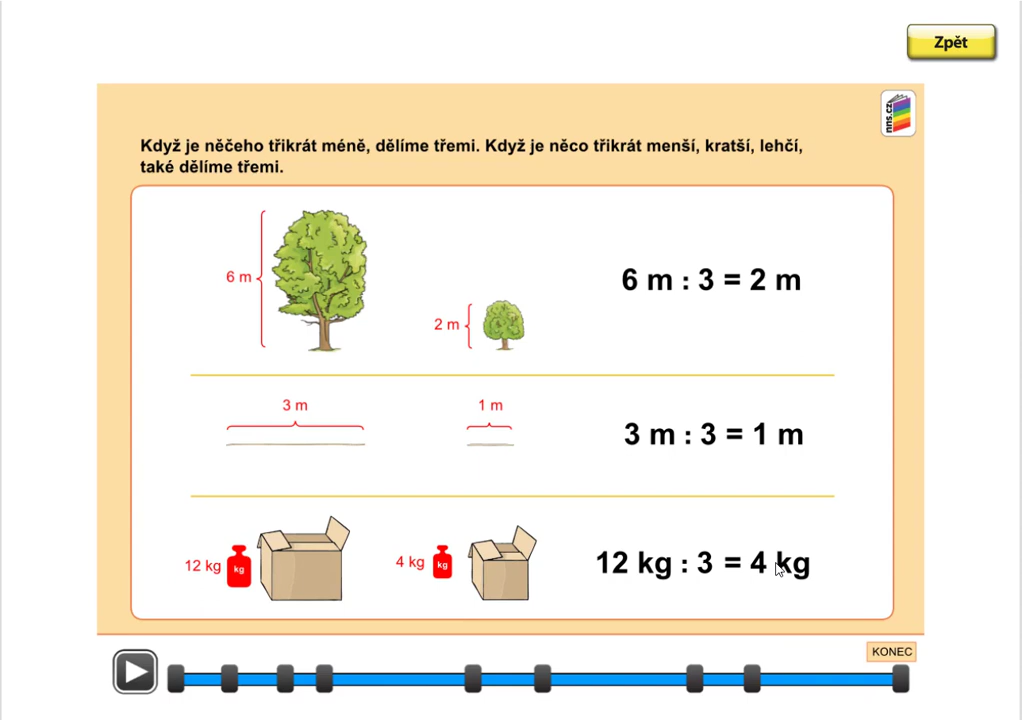 Zpět
nns.cz
Když je něčeho třikrát méně, dělíme třemi. Když je něco třikrát menší, kratší, lehčí,
také dělíme třemi.
6 m
2 m
6 m : 3 = 2 m
3 m
1 m
3 m : 3 = 1 m
12 kg
kg
4 kg
kg
12 kg : 3 = 4 kg
KONEC